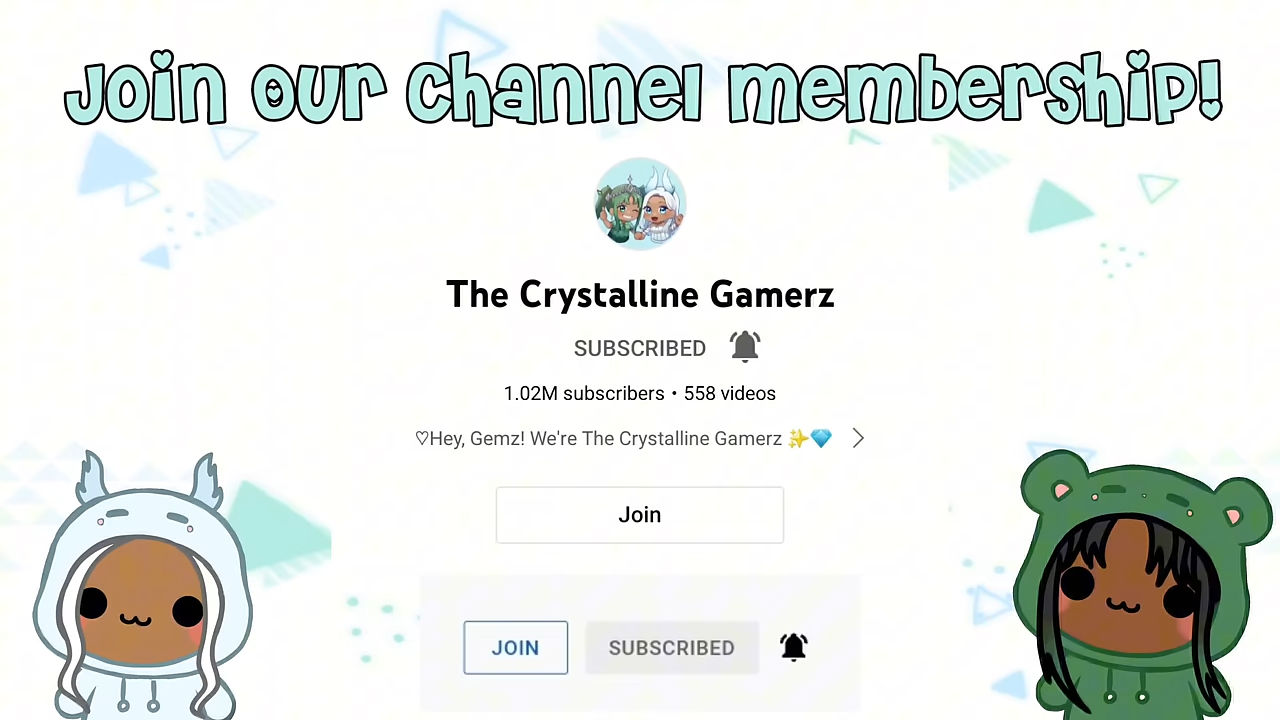 Join our channel membership!
The Crystalline Gamerz
SUBSCRIBED
1.02M subscribers • 558 videos
♡Hey, Gemz! We're The Crystalline Gamerz ✨💎
Join
JOIN SUBSCRIBED